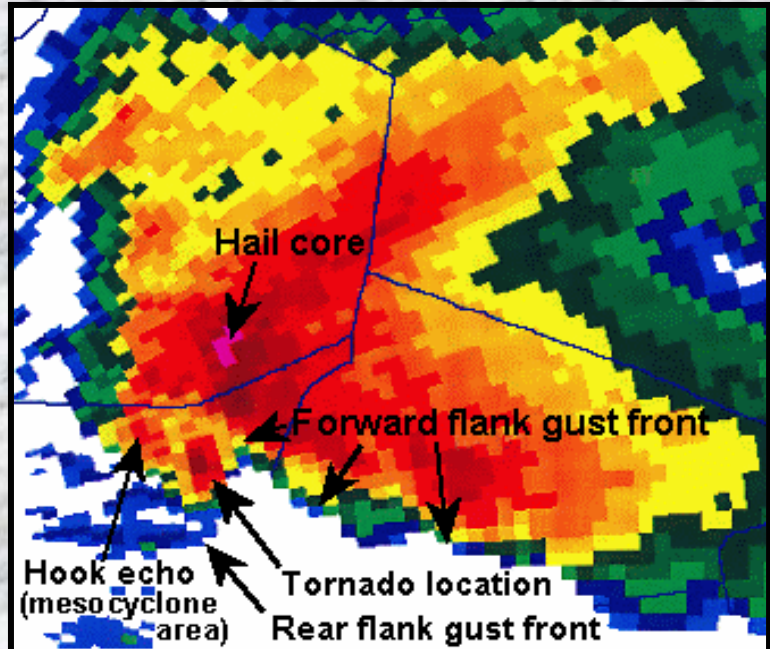 Hail core
Forward flank gust front
Hook echo
(mesocyclone
area)
Tornado location
Rear flank gust front